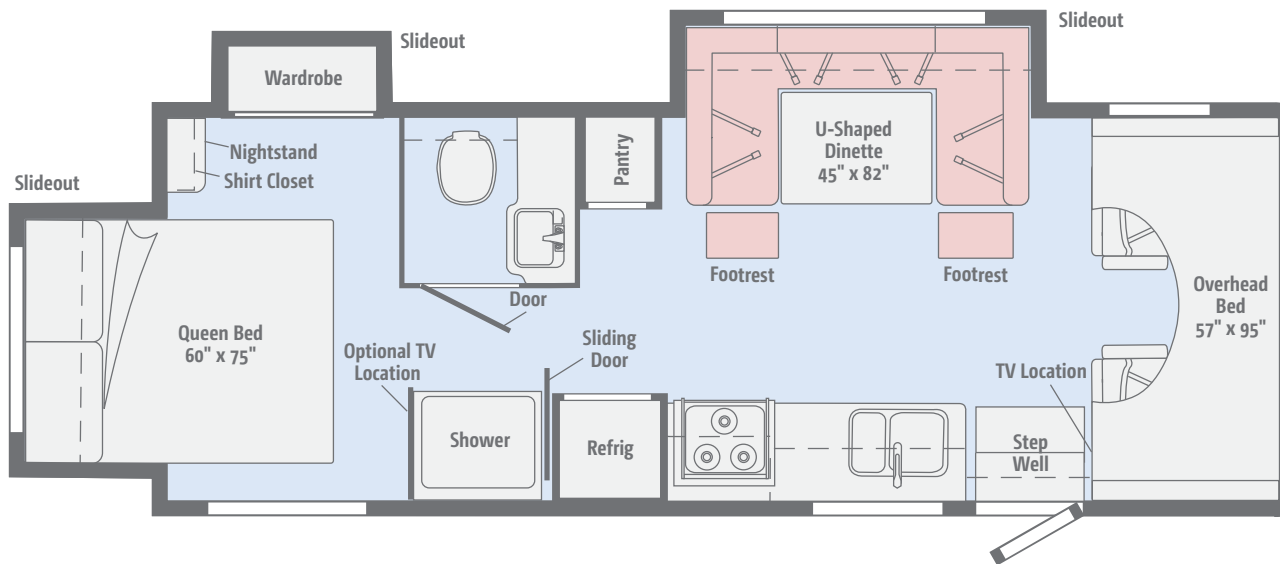 Slideout
Slideout
Wardrobe
Nightstand
Shirt Closet
Slideout
Pantry
U-Shaped
Dinette
45" x 82"
Footrest
Footrest
Door
Queen Bed
60" x 75"
Optional TV
Location
Sliding
Door
Overhead
Bed
57" x 95"
TV Location
Shower
Refrig
Step
Well